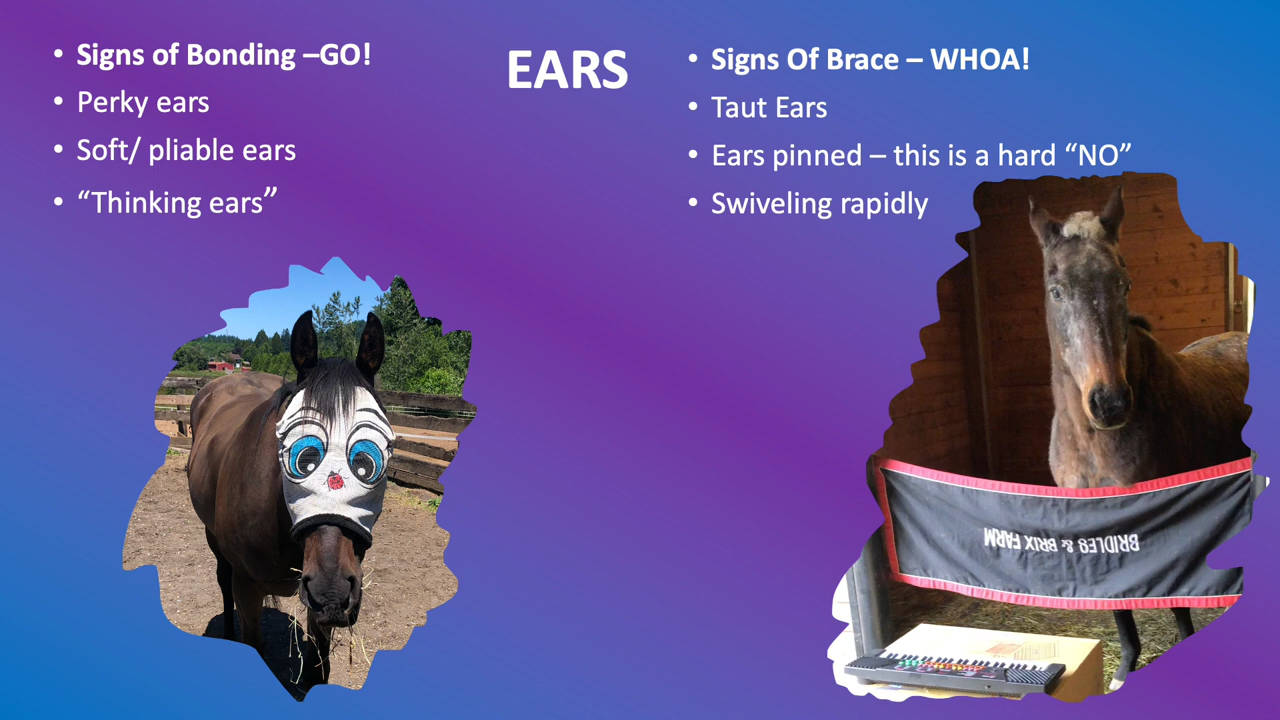 • Signs of Bonding –GO!
• Perky ears
• Soft/ pliable ears
• “Thinking ears”
EARS
• Signs Of Brace – WHOA!
• Taut Ears
• Ears pinned – this is a hard “NO”
• Swiveling rapidly
BRIDLES & BRIX FARM